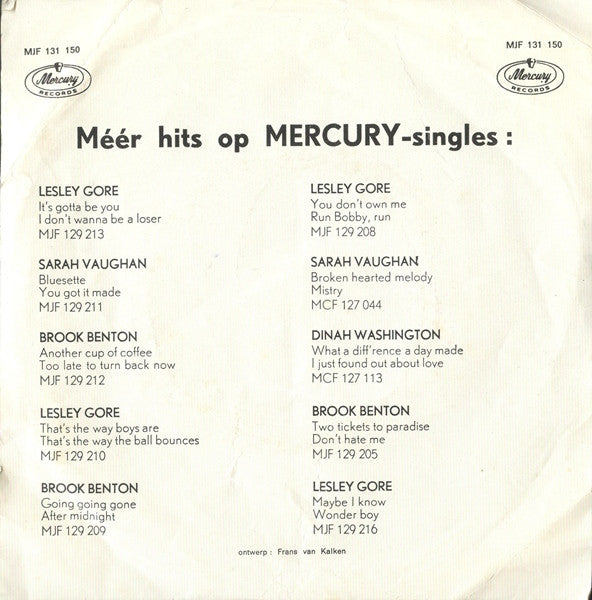 MJF 131 150
MJF 131 150
Mercury
RECORDS
Mercury
RECORDS
Méér hits op MERCURY-singles :
LESLEY GORE
It's gotta be you
I don't wanna be a loser
MJF 129 213
SARAH VAUGHAN
Bluesette
You got it made
MJF 129 211
BROOK BENTON
Another cup of coffee
Too late to turn back now
MJF 129 212
LESLEY GORE
That's the way boys are
That's the way the ball bounces
MJF 129 210
BROOK BENTON
Going going gone
After midnight
MJF 129 209
LESLEY GORE
You don't own me
Run Bobby, run
MJF 129 208
SARAH VAUGHAN
Broken hearted melody
Mistry
MCF 127 044
DINAH WASHINGTON
What a diff'rence a day made
I just found out about love
MCF 127 113
BROOK BENTON
Two tickets to paradise
Don't hate me
MJF 129 205
LESLEY GORE
Maybe I know
Wonder boy
MJF 129 216
ontwerp : Frans van Kalken